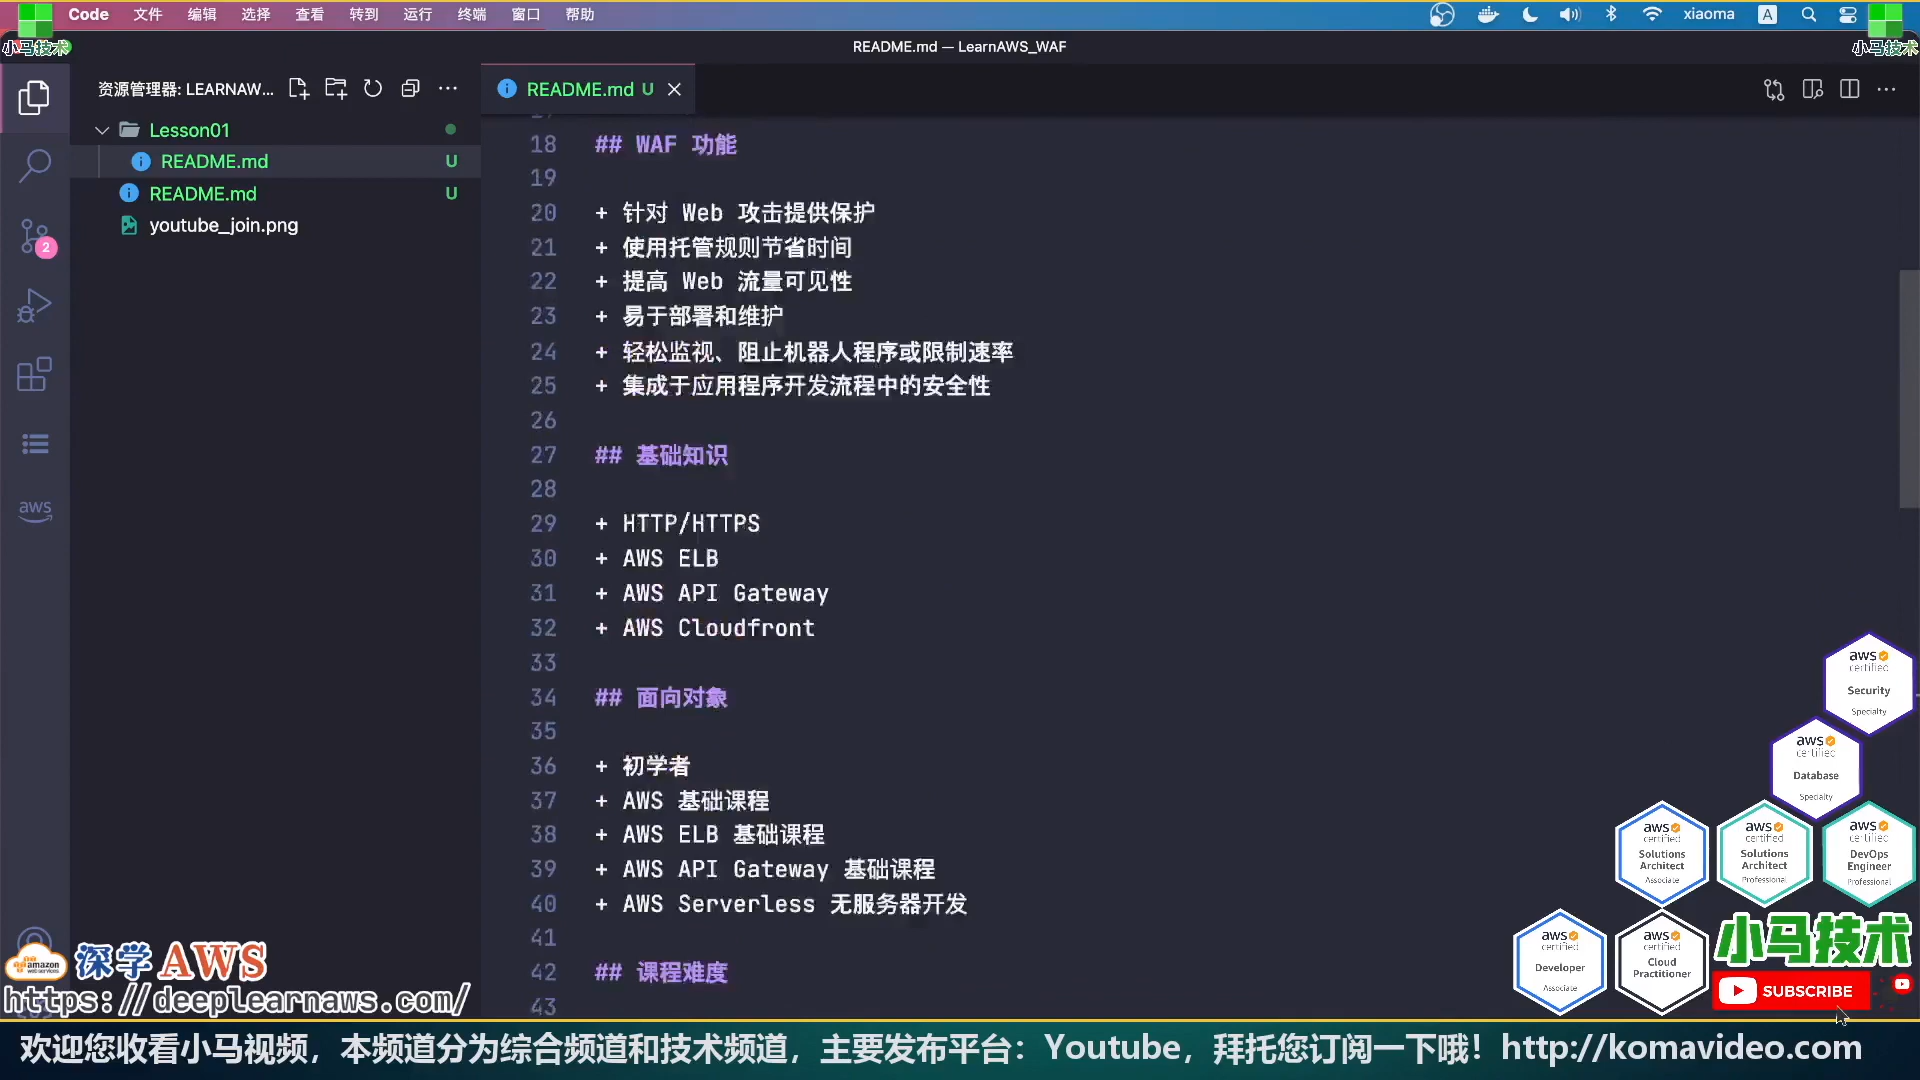 Code 文件 编辑 选择 查看 转到 运行 终端 窗口 帮助
xiaoma A
小马技术
小马技术
README.md — LearnAWS_WAF
资源管理器: LEARNAW...
README.md U
Lesson01
README.md U
README.md U
youtube_join.png
2
aws
18 ## WAF 功能
19
20 + 针对 Web 攻击提供保护
21 + 使用托管规则节省时间
22 + 提高 Web 流量可见性
23 + 易于部署和维护
24 + 轻松监视、阻止机器人程序或限制速率
25 + 集成于应用程序开发流程中的安全性
26
27 ## 基础知识
28
29 + HTTP/HTTPS
30 + AWS ELB
31 + AWS API Gateway
32 + AWS Cloudfront
33
34 ## 面向对象
35
36 + 初学者
37 + AWS 基础课程
38 + AWS ELB 基础课程
39 + AWS API Gateway 基础课程
40 + AWS Serverless 无服务器开发
41
42 ## 课程难度
43
aws certified Security Specialty
aws certified Database Specialty
aws certified Solutions Architect Associate
aws certified Solutions Architect Professional
aws certified DevOps Engineer Professional
aws certified Developer Associate
aws certified Cloud Practitioner
小马技术
SUBSCRIBE
amazon
深学 AWS
https://deeplearnaws.com/
欢迎您收看小马视频，本频道分为综合频道和技术频道，主要发布平台：Youtube，拜托您订阅一下哦！http://komavideo.com